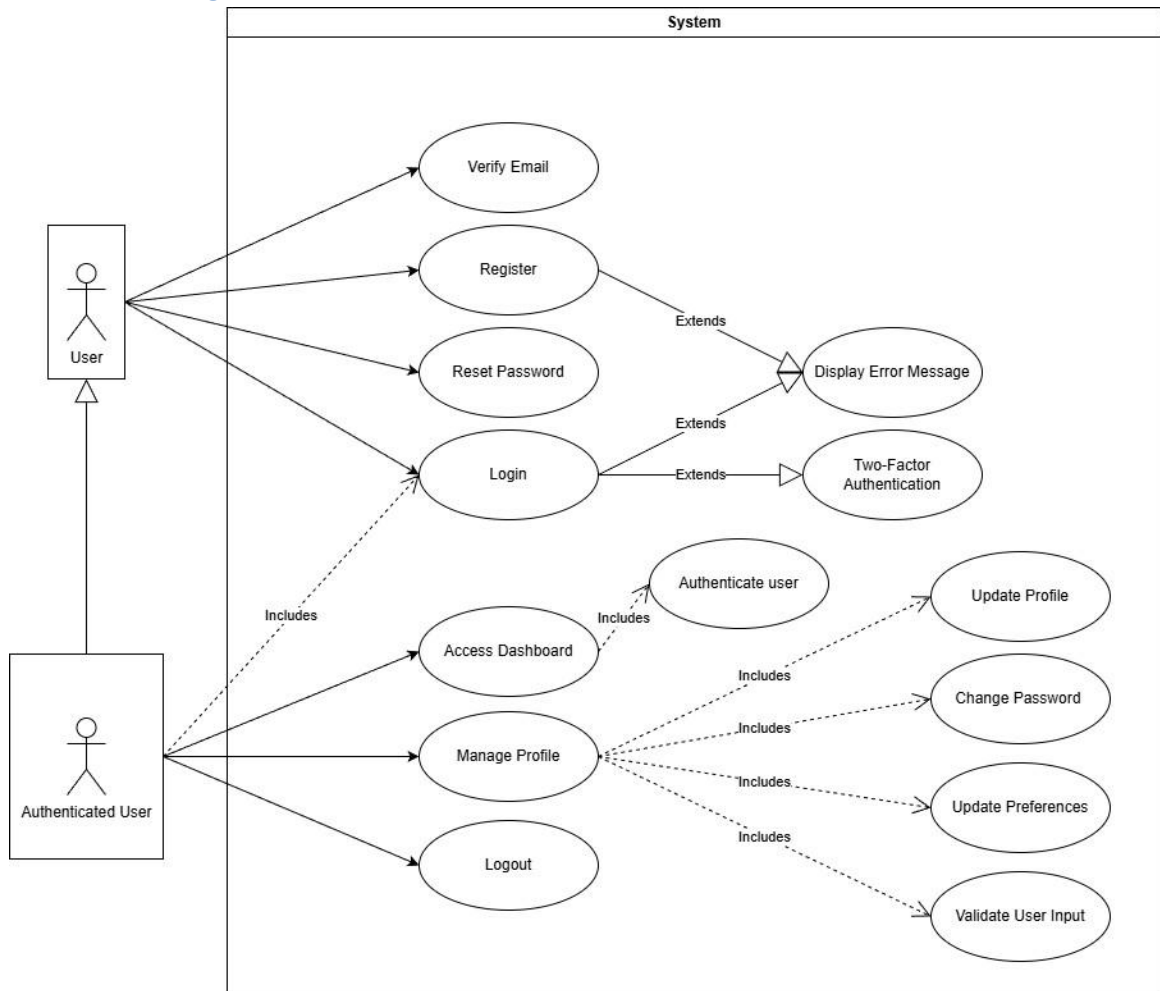 System
Verify Email
Register
Extends
User
Reset Password
Display Error Message
Extends
Login
Extends
Two-Factor
Authentication
Authenticate user
Update Profile
Includes
Includes
Access Dashboard
Includes
Change Password
Includes
Manage Profile
Includes
Update Preferences
Authenticated User
Includes
Logout
Validate User Input